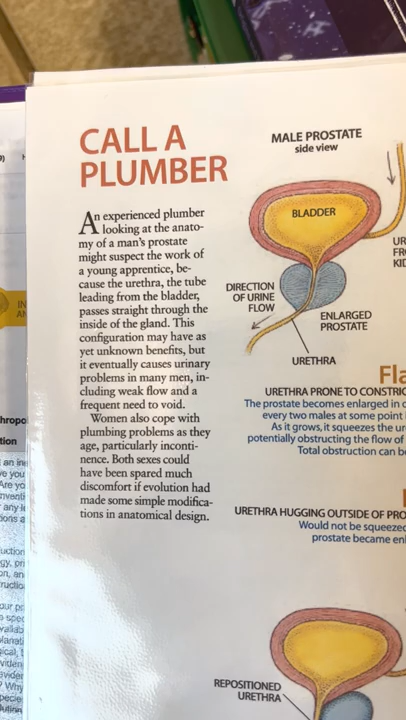 CALL A
PLUMBER
An experienced plumber
looking at the anato-
my of a man's prostate
might suspect the work of
a young apprentice, be-
cause the urethra, the tube
leading from the bladder,
passes straight through the
inside of the gland. This
configuration may have as
yet unknown benefits, but
it eventually causes urinary
problems in many men, in-
cluding weak flow and a
frequent need to void.
Women also cope with
plumbing problems as they
age, particularly inconti-
nence. Both sexes could
have been spared much
discomfort if evolution had
made some simple modifica-
tions in anatomical design.
MALE PROSTATE
side view
BLADDER
DIRECTION
OF URINE
FLOW
ENLARGED
PROSTATE
URETHRA
URETHRA PRONE TO
The prostate becomes enlarged in
every two males at some point
As it grows, it squeezes the
potentially obstructing the flow of
Total obstruction can
URETHRA HUGGING OUTSIDE OF
Would not be
prostate became
REPOSITIONED
URETHRA